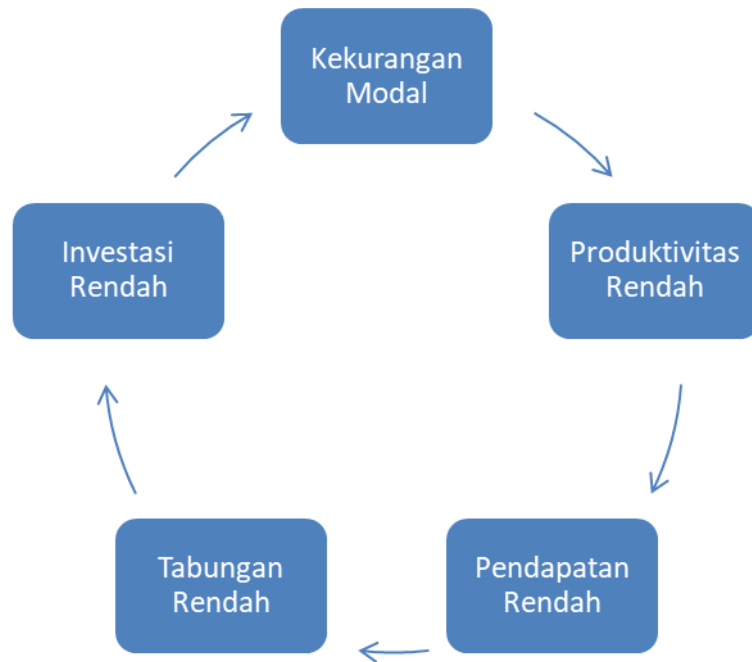 Kekurangan
Modal
Produktivitas
Rendah
Pendapatan
Rendah
Tabungan
Rendah
Investasi
Rendah